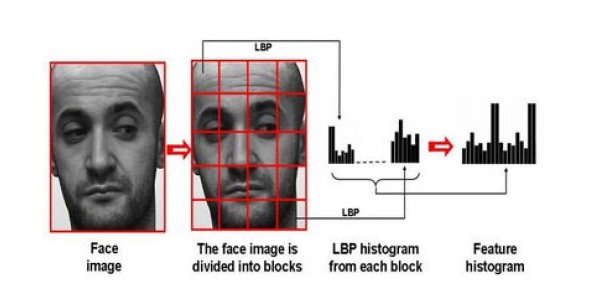 LBP
LBP
Face
image
The face image is
divided into blocks
LBP histogram
from each block
Feature
histogram